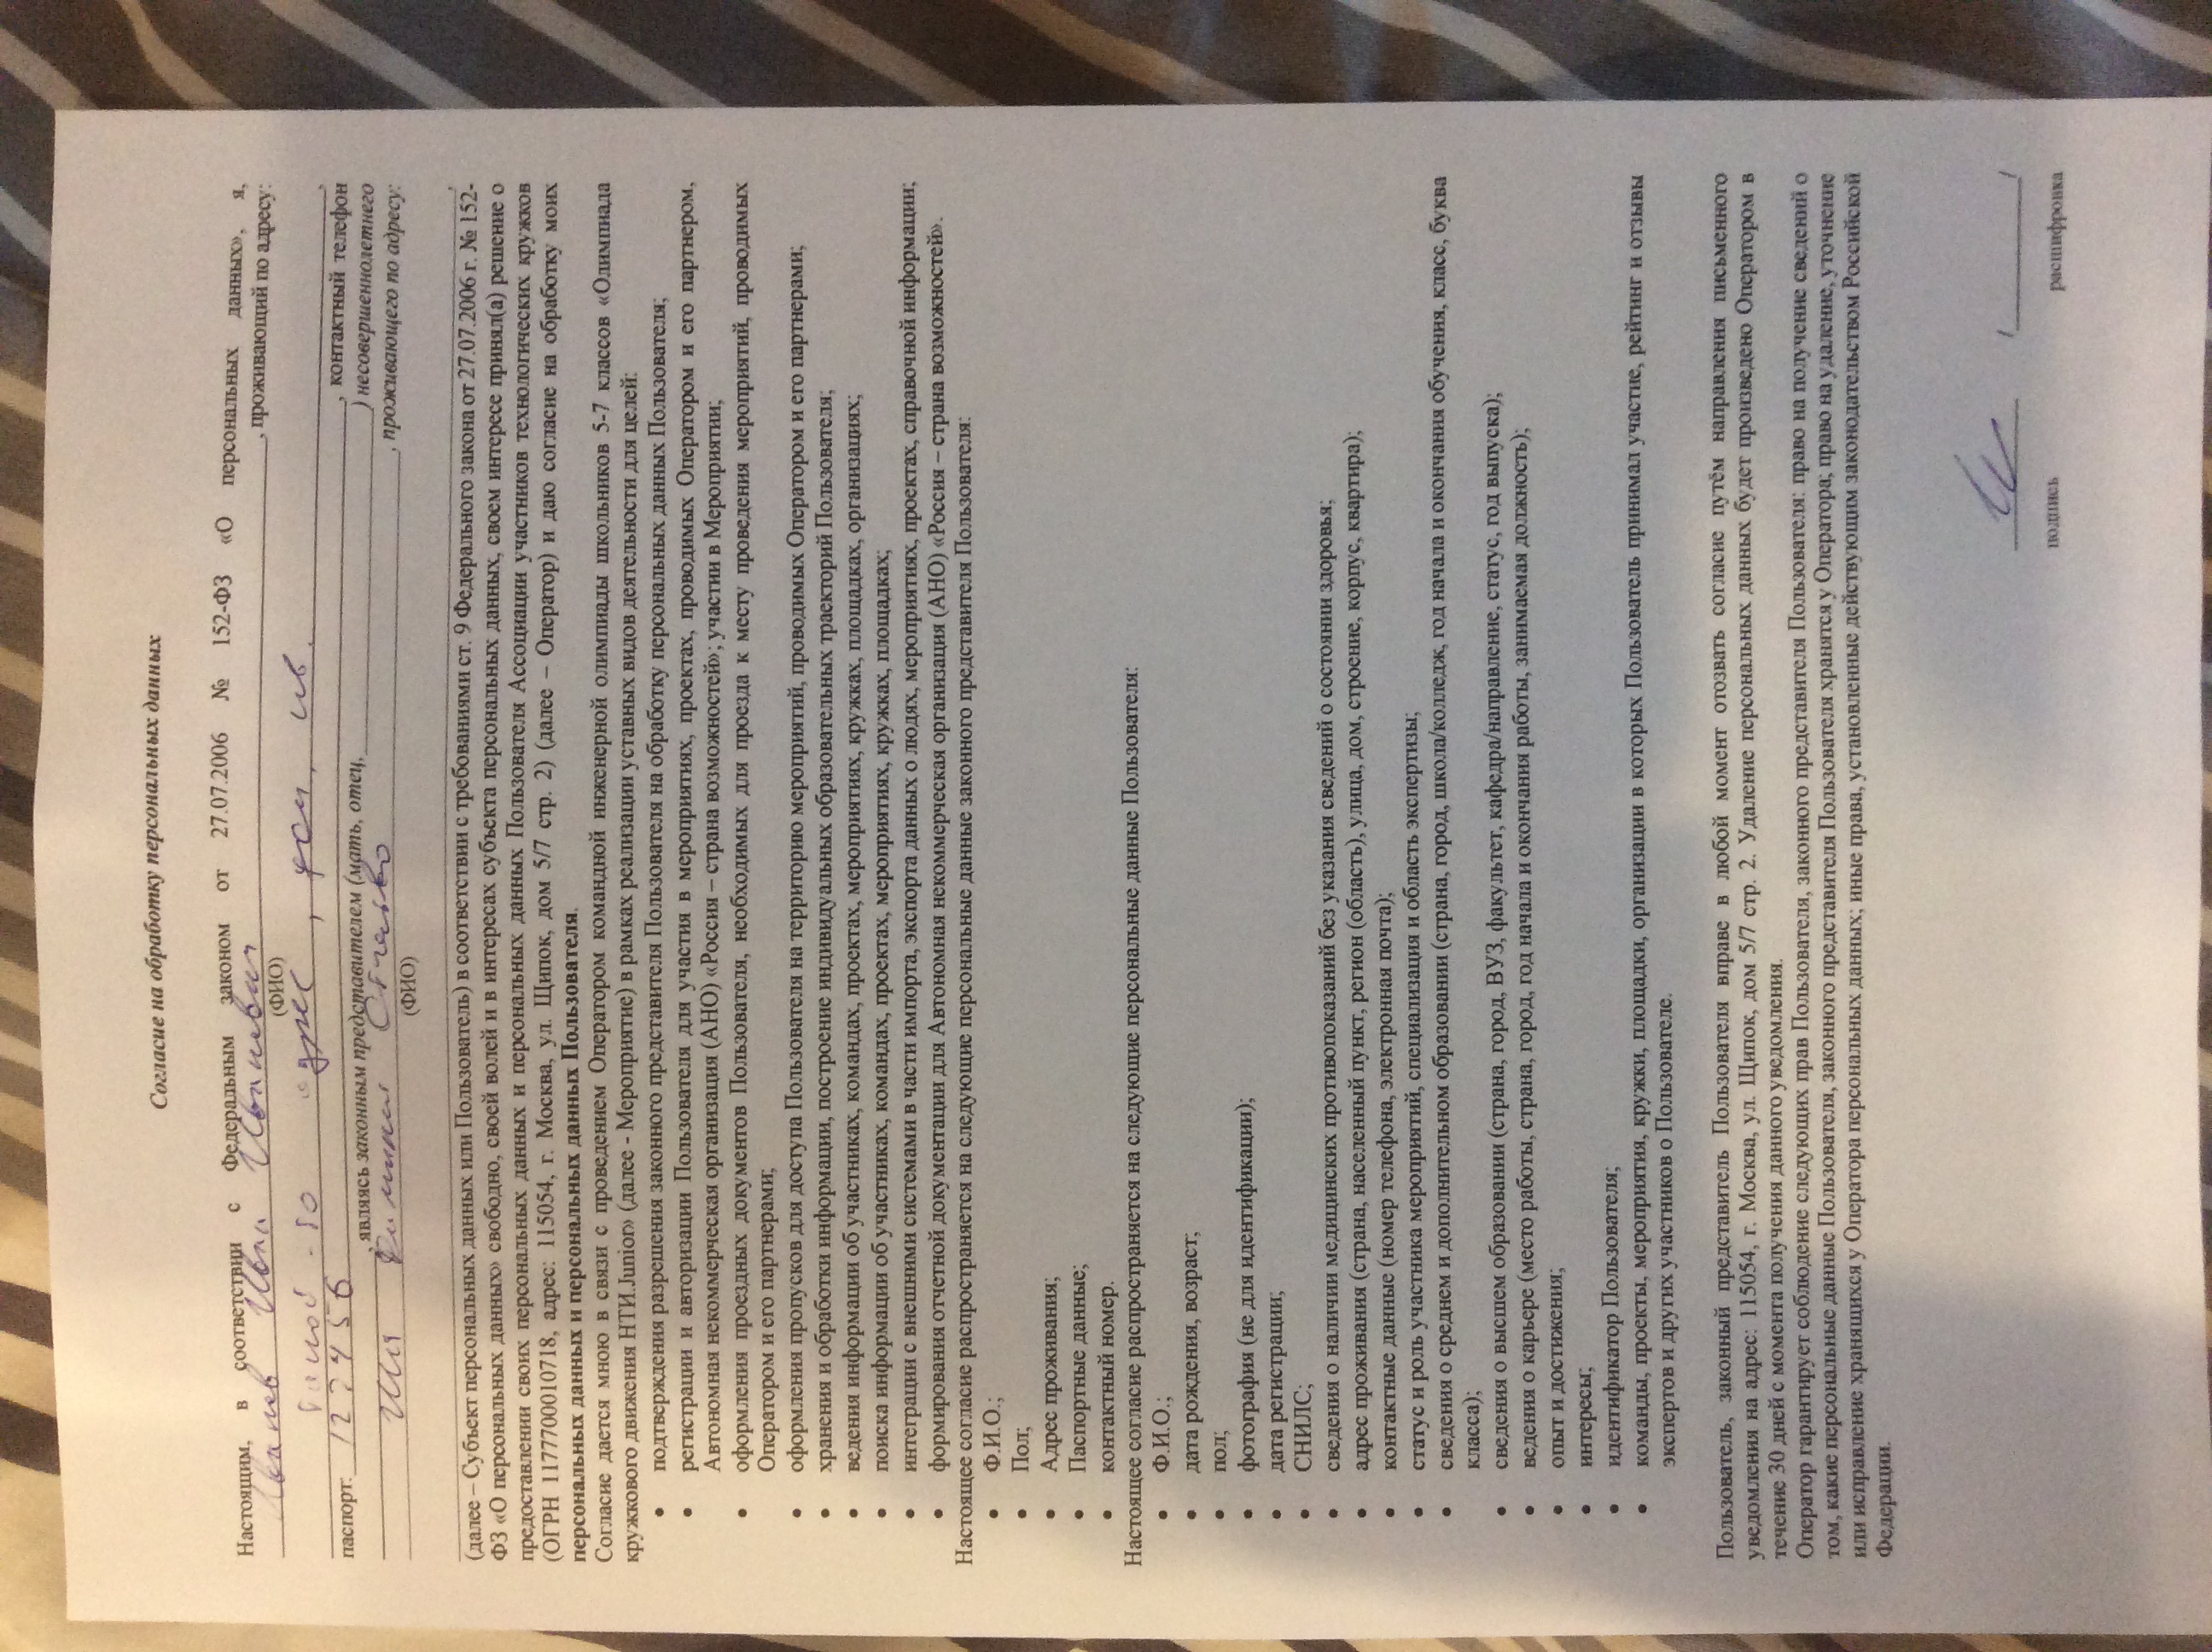 Согласие на обработку персональных данных
Настоящим, в соответствии с Федеральным законом от 27.07.2006 № 152-ФЗ «О персональных данных», я,
Иванов Иван Иванович, проживающий по адресу:
(ФИО)
Такой-то адрес, дом, кв.,
паспорт: 123456, контактный телефон
, являясь законным представителем (мать, отец, ) несовершеннолетнего
Имя Фамилия Отчество, проживающего по адресу:
(ФИО)
,
(далее – Субъект персональных данных или Пользователь) в соответствии с требованиями ст. 9 Федерального закона от 27.07.2006 г. № 152-
ФЗ «О персональных данных» свободно, своей волей и в интересах субъекта персональных данных, своем интересе принял(а) решение о
предоставлении своих персональных данных и персональных данных Пользователя Ассоциации участников технологических кружков
(ОГРН 1177700010718, адрес: 115054, г. Москва, ул. Щипок, дом 5/7 стр. 2) (далее – Оператор) и даю согласие на обработку моих
персональных данных и персональных данных Пользователя.
Согласие дается мною в связи с проведением Оператором командной инженерной олимпиады школьников 5-7 классов «Олимпиада
кружкового движения НТИ.Junior» (далее - Мероприятие) в рамках реализации уставных видов деятельности для целей:
• подтверждения разрешения законного представителя Пользователя на обработку персональных данных Пользователя;
• регистрации и авторизации Пользователя для участия в мероприятиях, проектах, проводимых Оператором и его партнером,
Автономная некоммерческая организация (АНО) «Россия – страна возможностей»; участии в Мероприятии;
• оформления проездных документов Пользователя, необходимых для проезда к месту проведения мероприятий, проводимых
Оператором и его партнерами;
• оформления пропусков для доступа Пользователя на территорию мероприятий, проводимых Оператором и его партнерами;
• хранения и обработки информации, построение индивидуальных образовательных траекторий Пользователя;
• ведения информации об участниках, командах, проектах, мероприятиях, кружках, площадках, организациях;
• поиска информации об участниках, командах, проектах, мероприятиях, кружках, площадках;
• интеграции с внешними системами в части импорта, экспорта данных о людях, мероприятиях, проектах, справочной информации;
• формирования отчетной документации для Автономная некоммерческая организация (АНО) «Россия – страна возможностей».
Настоящее согласие распространяется на следующие персональные данные законного представителя Пользователя:
• Ф.И.О.;
• Пол;
• Адрес проживания;
• Паспортные данные;
• контактный номер.
Настоящее согласие распространяется на следующие персональные данные Пользователя:
• Ф.И.О.;
• дата рождения, возраст;
• пол;
• фотография (не для идентификации);
• дата регистрации;
• СНИЛС;
• сведения о наличии медицинских противопоказаний без указания сведений о состоянии здоровья;
• адрес проживания (страна, населенный пункт, регион (область), улица, дом, строение, корпус, квартира);
• контактные данные (номер телефона, электронная почта);
• статус и роль участника мероприятий, специализация и область экспертизы;
• сведения о среднем и дополнительном образовании (страна, город, школа/колледж, год начала и окончания обучения, класс, буква
класса);
• сведения о высшем образовании (страна, город, ВУЗ, факультет, кафедра/направление, статус, год выпуска);
• ведения о карьере (место работы, страна, город, год начала и окончания работы, занимаемая должность);
• опыт и достижения;
• интересы;
• идентификатор Пользователя;
• команды, проекты, мероприятия, кружки, площадки, организации в которых Пользователь принимал участие, рейтинг и отзывы
экспертов и других участников о Пользователе.
Пользователь, законный представитель Пользователя вправе в любой момент отозвать согласие путём направления письменного
уведомления на адрес: 115054, г. Москва, ул. Щипок, дом 5/7 стр. 2. Удаление персональных данных будет произведено Оператором в
течение 30 дней с момента получения данного уведомления.
Оператор гарантирует соблюдение следующих прав Пользователя, законного представителя Пользователя: право на получение сведений о
том, какие персональные данные Пользователя, законного представителя Пользователя хранятся у Оператора; право на удаление, уточнение
или исправление хранящихся у Оператора персональных данных; иные права, установленные действующим законодательством Российской
Федерации.
/ /
подпись расшифровка